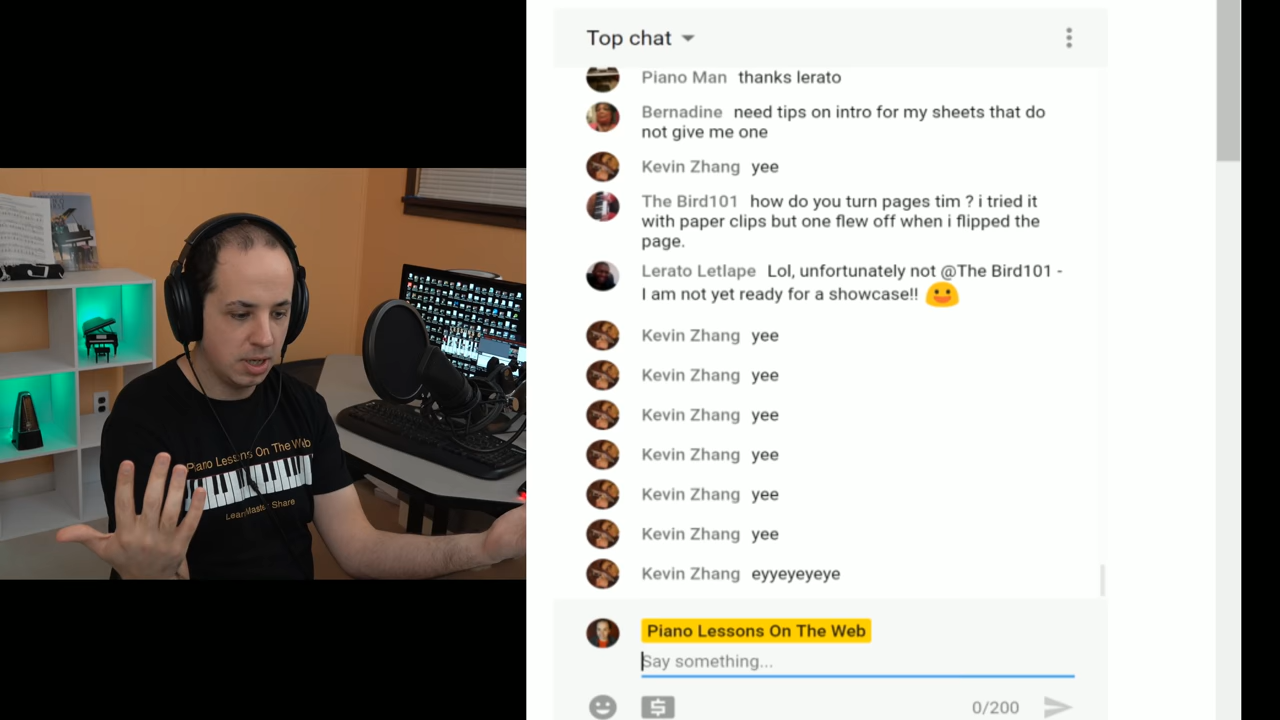 Top chat
Piano Man thanks lerato
Bernadine need tips on intro for my sheets that do
not give me one
Kevin Zhang yee
The Bird101 how do you turn pages tim ? i tried it
with paper clips but one flew off when i flipped the
page.
Lerato Letlape Lol, unfortunately not @The Bird101 -
I am not yet ready for a showcase!!
Kevin Zhang yee
Kevin Zhang yee
Kevin Zhang yee
Kevin Zhang yee
Kevin Zhang yee
Kevin Zhang yee
Kevin Zhang eyyeyeyeye
Piano Lessons On The Web
Say something...
0/200
Piano Lessons On The Web
Learn Master Share